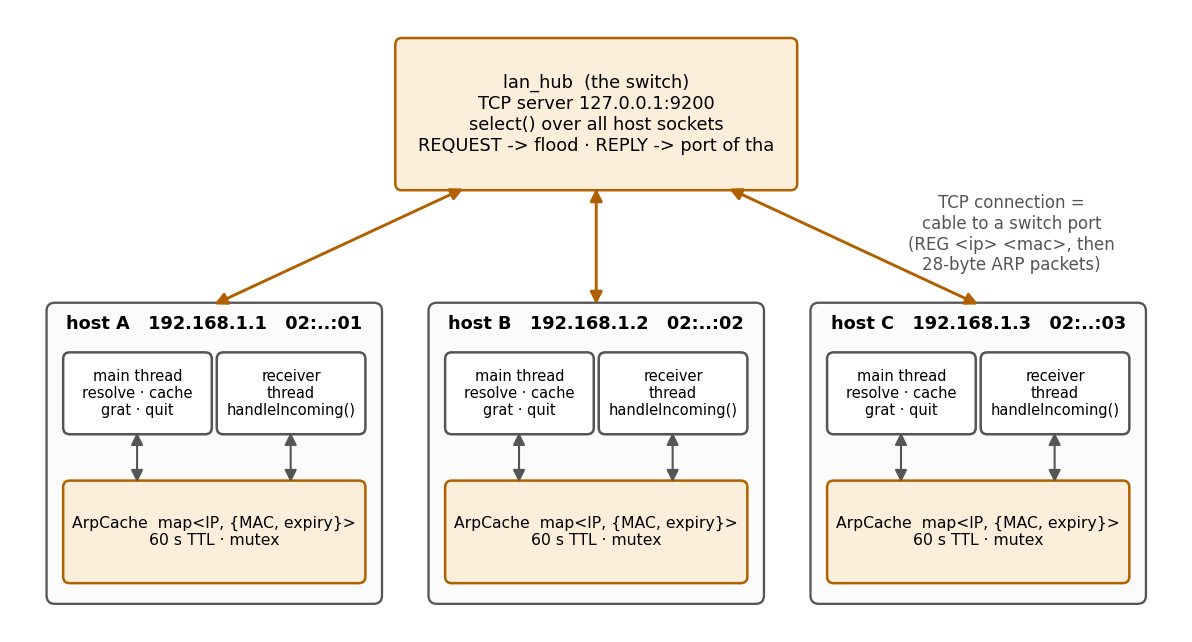 lan_hub  (the switch)
TCP server 127.0.0.1:9200
select() over all host sockets
REQUEST -> flood · REPLY -> port of tha
TCP connection =
cable to a switch port
(REG <ip> <mac>, then
28-byte ARP packets)
host A   192.168.1.1   02:..:01
main thread
resolve · cache
grat · quit
receiver
thread
handleIncoming()
ArpCache  map<IP, {MAC, expiry}>
60 s TTL · mutex
host B   192.168.1.2   02:..:02
main thread
resolve · cache
grat · quit
receiver
thread
handleIncoming()
ArpCache  map<IP, {MAC, expiry}>
60 s TTL · mutex
host C   192.168.1.3   02:..:03
main thread
resolve · cache
grat · quit
receiver
thread
handleIncoming()
ArpCache  map<IP, {MAC, expiry}>
60 s TTL · mutex